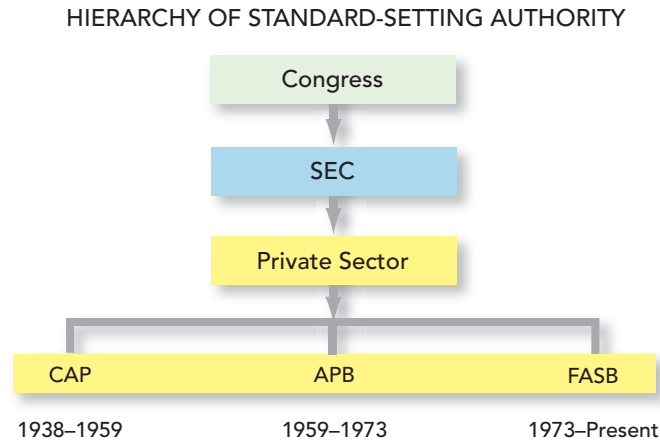 HIERARCHY OF STANDARD-SETTING AUTHORITY
Congress
SEC
Private Sector
CAP APB FASB
1938–1959 1959–1973 1973–Present